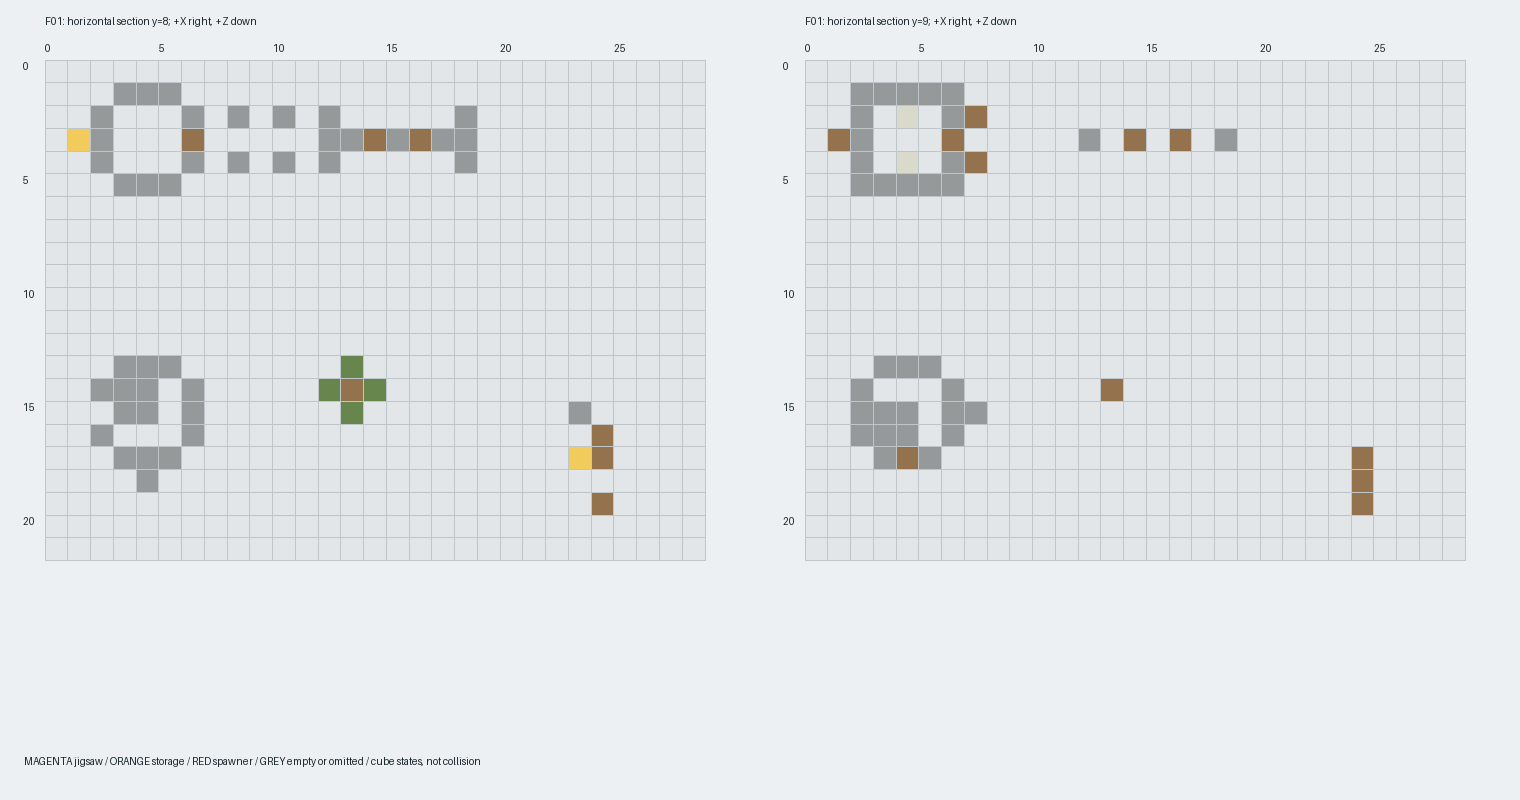 F01: horizontal section y=8; +X right, +Z down
F01: horizontal section y=9; +X right, +Z down
0 5 10 15 20 25
0 5 10 15 20 25
0 0
5 5
10 10
15 15
20 20
MAGENTA jigsaw / ORANGE storage / RED spawner / GREY empty or omitted / cube states, not collision